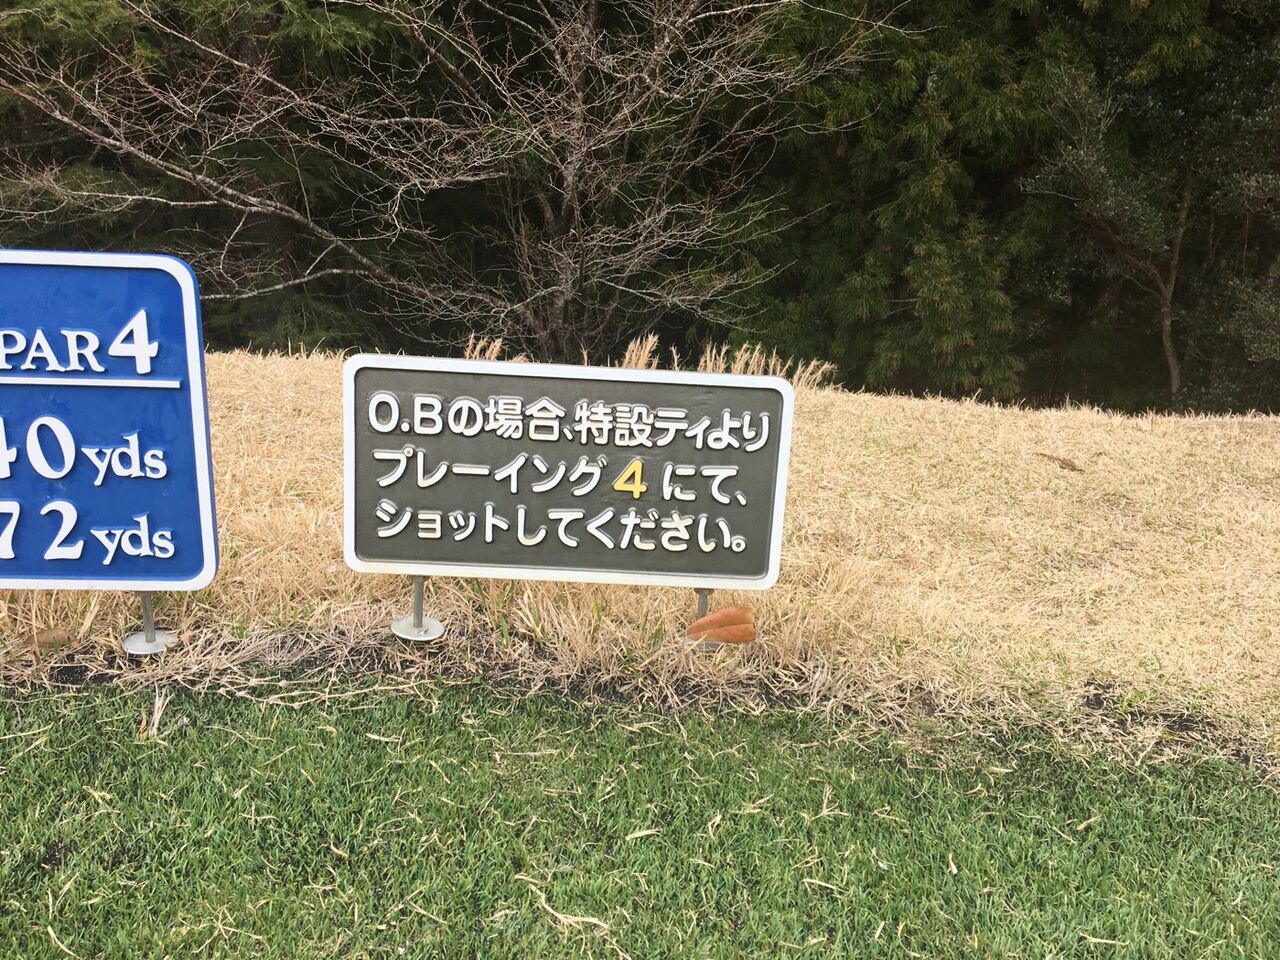 PAR 4
40 yds
72 yds
O.Bの場合、特設ティより
プレーイング4にて、
ショットしてください。